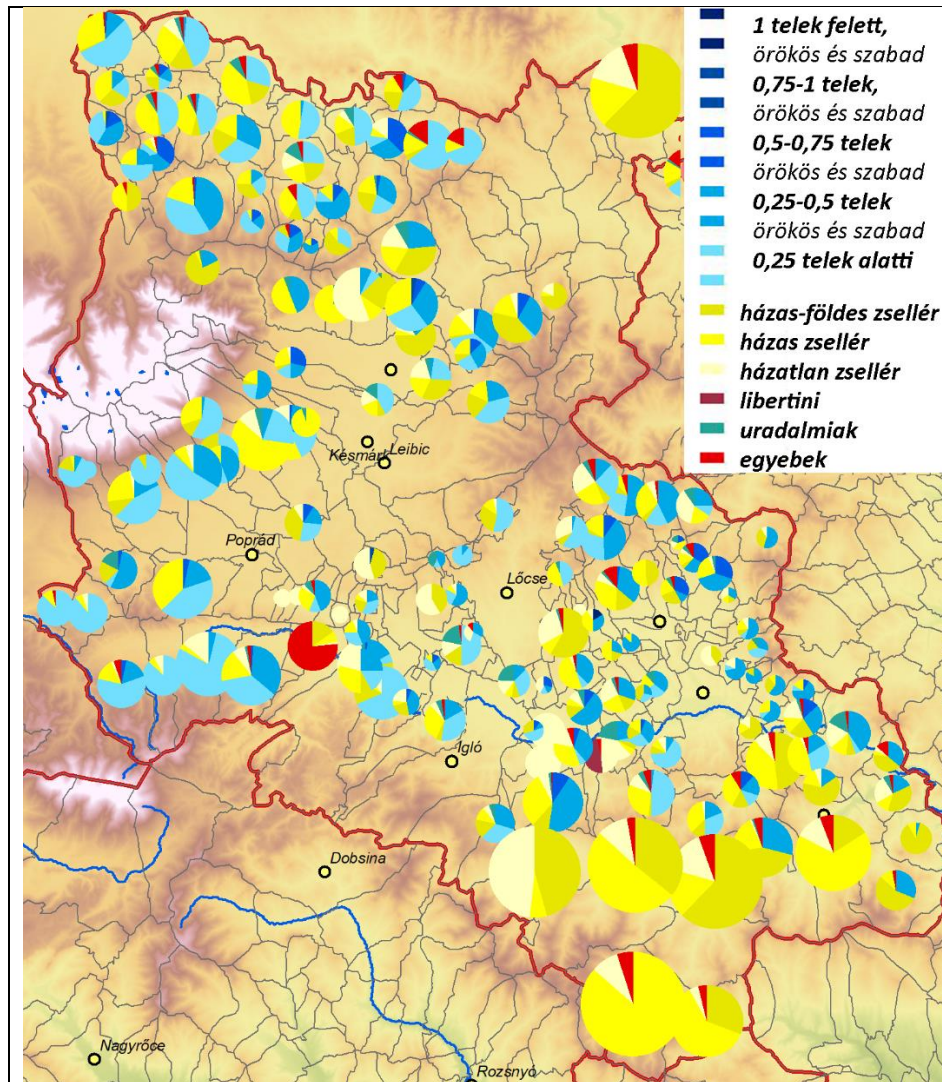 1 telek felett,
örökös és szabad
0,75-1 telek,
örökös és szabad
0,5-0,75 telek
örökös és szabad
0,25-0,5 telek
örökös és szabad
0,25 telek alatti
házas-földes zsellér
házas zsellér
házatlan zsellér
libertini
uradalmiak
egyebek
Késmárk
Leibic
Poprád
Lőcse
Igló
Dobsina
Nagyrőce
Rozsnyó